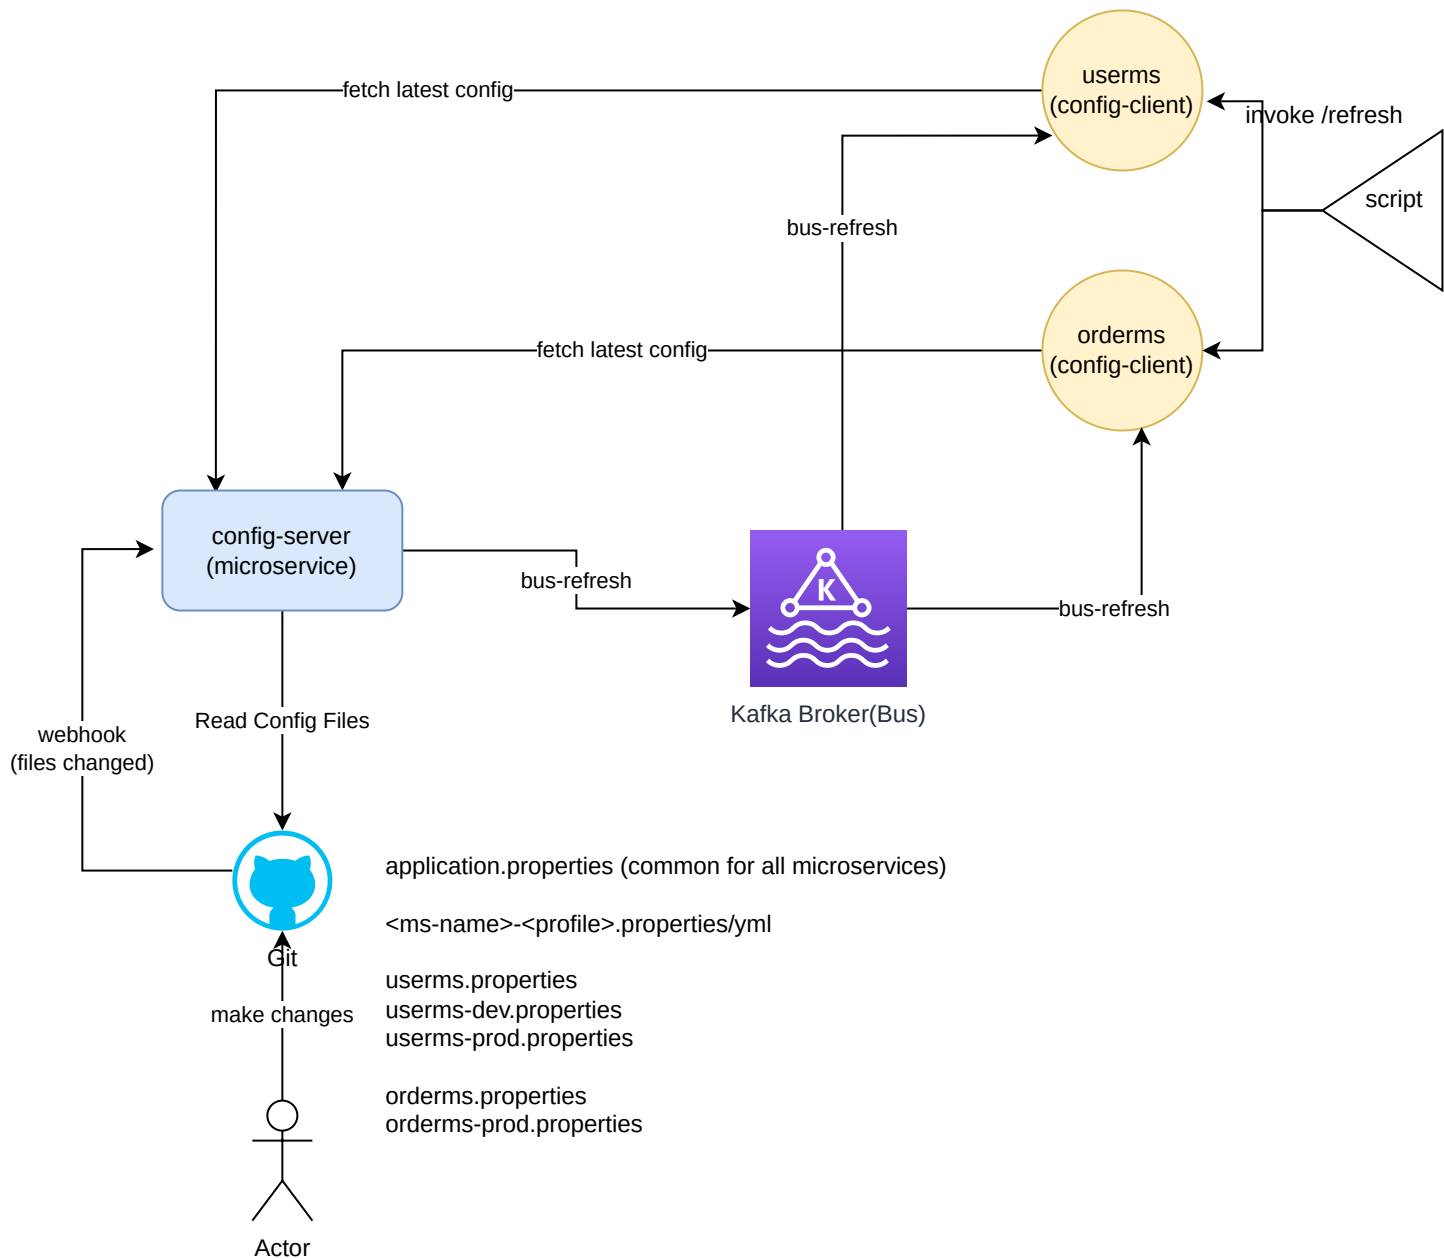 userms
(config-client)
fetch latest config
invoke /refresh
script
bus-refresh
orderms
(config-client)
fetch latest config
config-server
(microservice)
bus-refresh
K
bus-refresh
Kafka Broker(Bus)
Read Config Files
webhook
(files changed)
application.properties (common for all microservices)
<ms-name>-<profile>.properties/yml
Git
userms.properties
userms-dev.properties
userms-prod.properties
make changes
orderms.properties
orderms-prod.properties
Actor